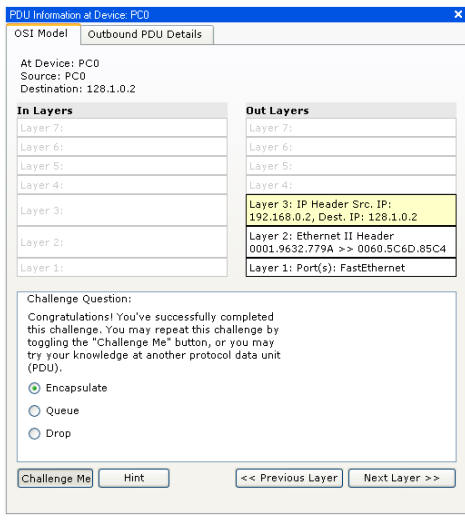 PDU Information at Device: PC0
OSI Model
Outbound PDU Details
At Device: PC0
Source: PC0
Destination: 128.1.0.2
In Layers
Layer 7:
Layer 6:
Layer 5:
Layer 4:
Layer 3:
Layer 2:
Layer 1:
Out Layers
Layer 7:
Layer 6:
Layer 5:
Layer 4:
Layer 3: IP Header Src. IP:
192.168.0.2, Dest. IP: 128.1.0.2
Layer 2: Ethernet II Header
0001.9632.779A >> 0060.5C6D.85C4
Layer 1: Port(s): FastEthernet
Challenge Question:
Congratulations! You've successfully completed
this challenge. You may repeat this challenge by
toggling the "Challenge Me" button, or you may
try your knowledge at another protocol data unit
(PDU).
Encapsulate
Queue
Drop
Challenge Me
Hint
<< Previous Layer
Next Layer >>